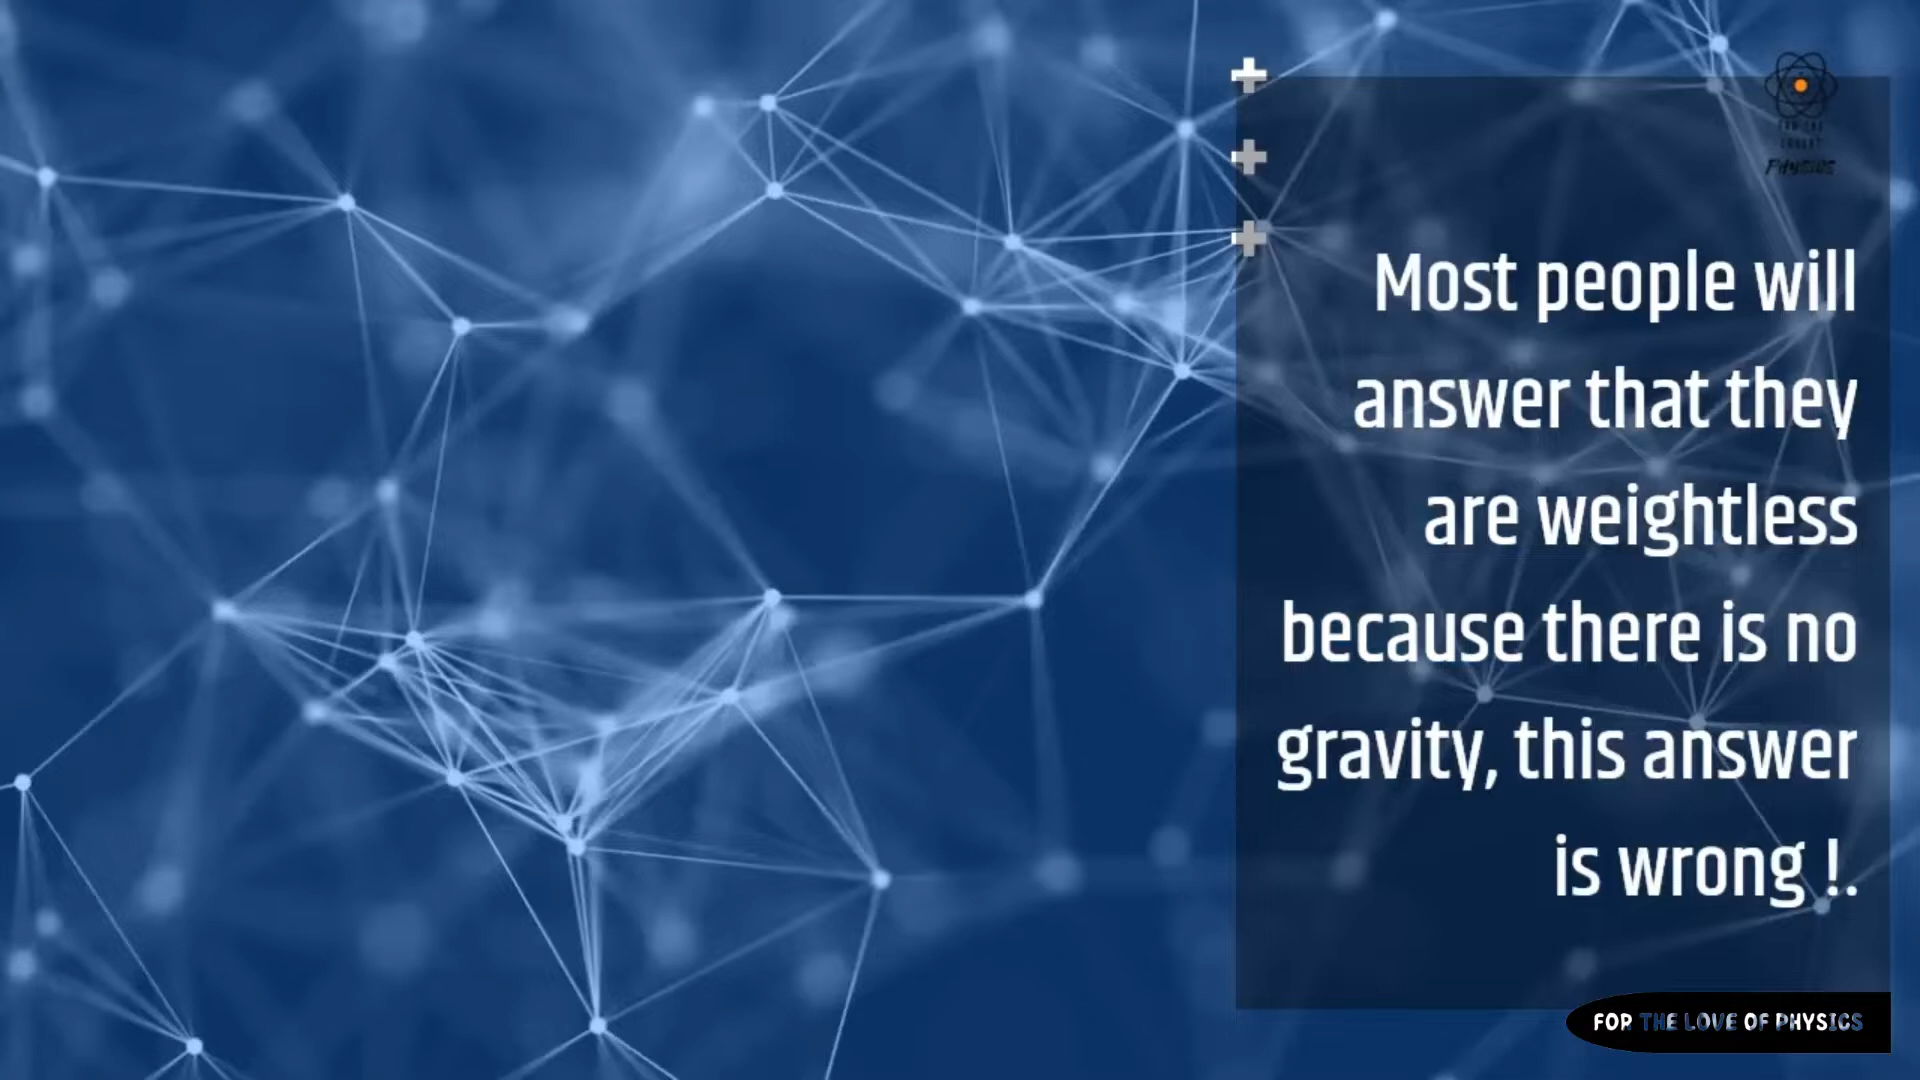 PHYSICS
Most people will
answer that they
are weightless
because there is no
gravity, this answer
is wrong !.
FOR THE LOVE OF PHYSICS